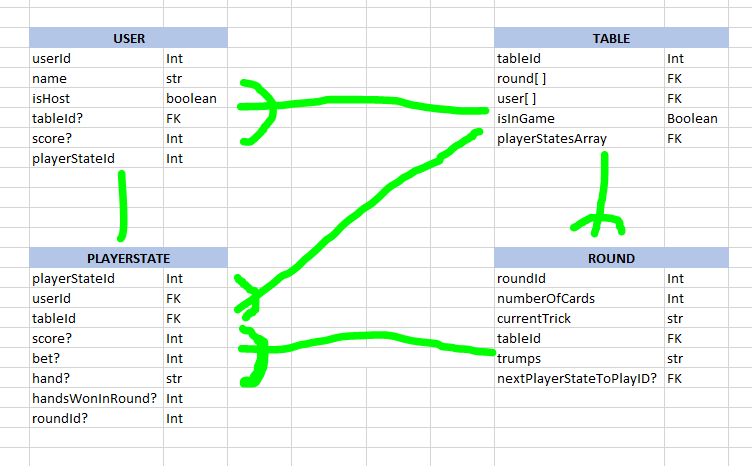 USER
userId Int
name str
isHost boolean
tableId? FK
score? Int
playerStateId Int
TABLE
tableId Int
round[ ] FK
user[ ] FK
isInGame Boolean
playerStatesArray FK
PLAYERSTATE
playerStateId Int
userId FK
tableId FK
score? Int
bet? Int
hand? str
handsWonInRound? Int
roundId? Int
ROUND
roundId Int
numberOfCards Int
currentTrick str
tableId FK
trumps str
nextPlayerStateToPlayID? FK